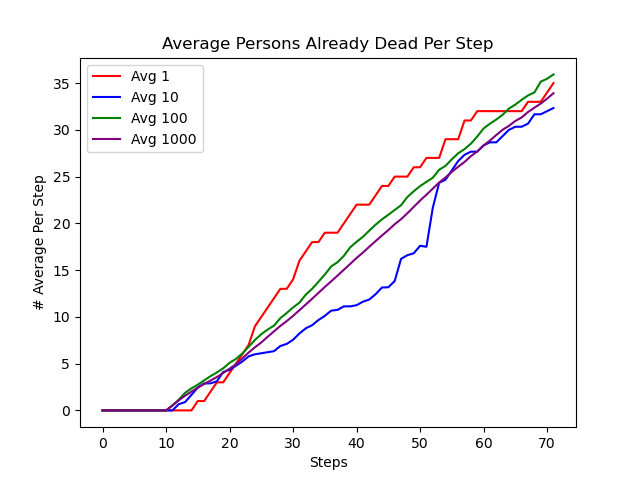 Average Persons Already Dead Per Step
Avg 1
Avg 10
Avg 100
Avg 1000
# Average Per Step
35
30
25
20
15
10
5
0
0 10 20 30 40 50 60 70
Steps